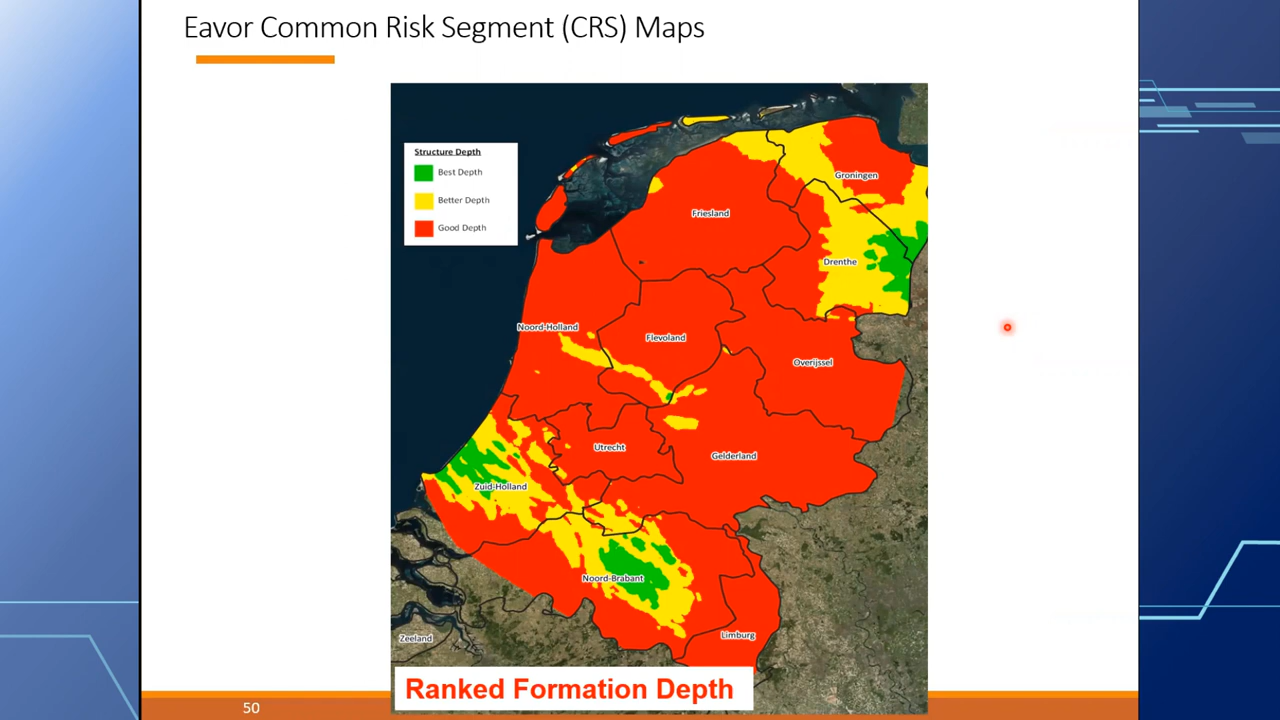 Eavor Common Risk Segment (CRS) Maps
Structure Depth
Best Depth
Better Depth
Good Depth
Groningen
Friesland
Drenthe
Noord-Holland
Flevoland
Overijssel
Utrecht
Gelderland
Zuid-Holland
Noord-Brabant
Zeeland
Limburg
Ranked Formation Depth
50